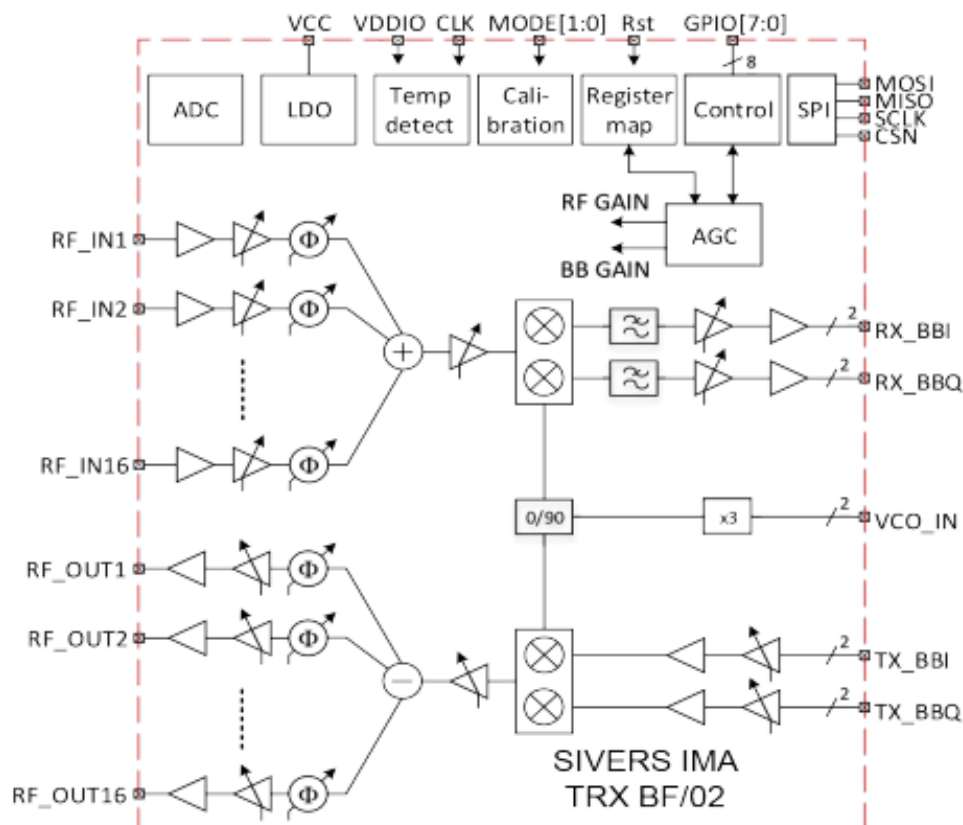 VCC VDDIO CLK MODE[1:0] Rst GPIO[7:0]
8
ADC
LDO
Temp
detect
Cali-
bration
Register
map
Control
SPI
MOSI
MISO
SCLK
CSN
RF GAIN
BB GAIN
AGC
RF_IN1
Φ
RF_IN2
Φ
RF_IN16
Φ
2
RX_BBI
2
RX_BBQ
0/90
x3
2
VCO_IN
RF_OUT1
Φ
RF_OUT2
Φ
RF_OUT16
Φ
2
TX_BBI
2
TX_BBQ
SIVERS IMA
TRX BF/02